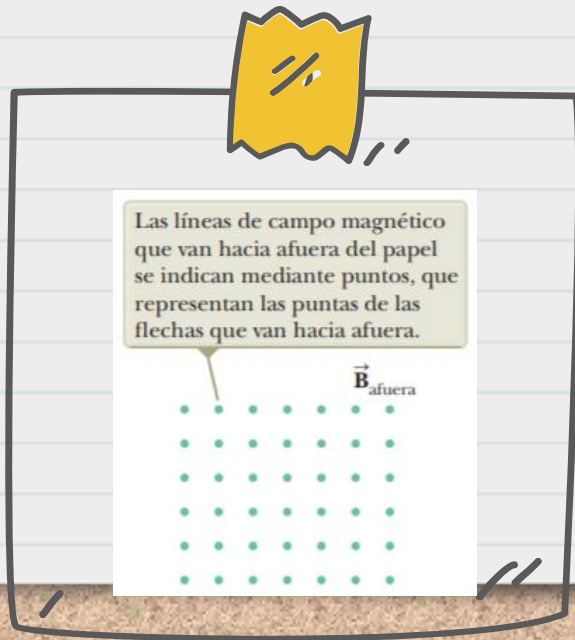 Las líneas de campo magnético
que van hacia afuera del papel
se indican mediante puntos, que
representan las puntas de las
flechas que van hacia afuera.
B⃗afuera